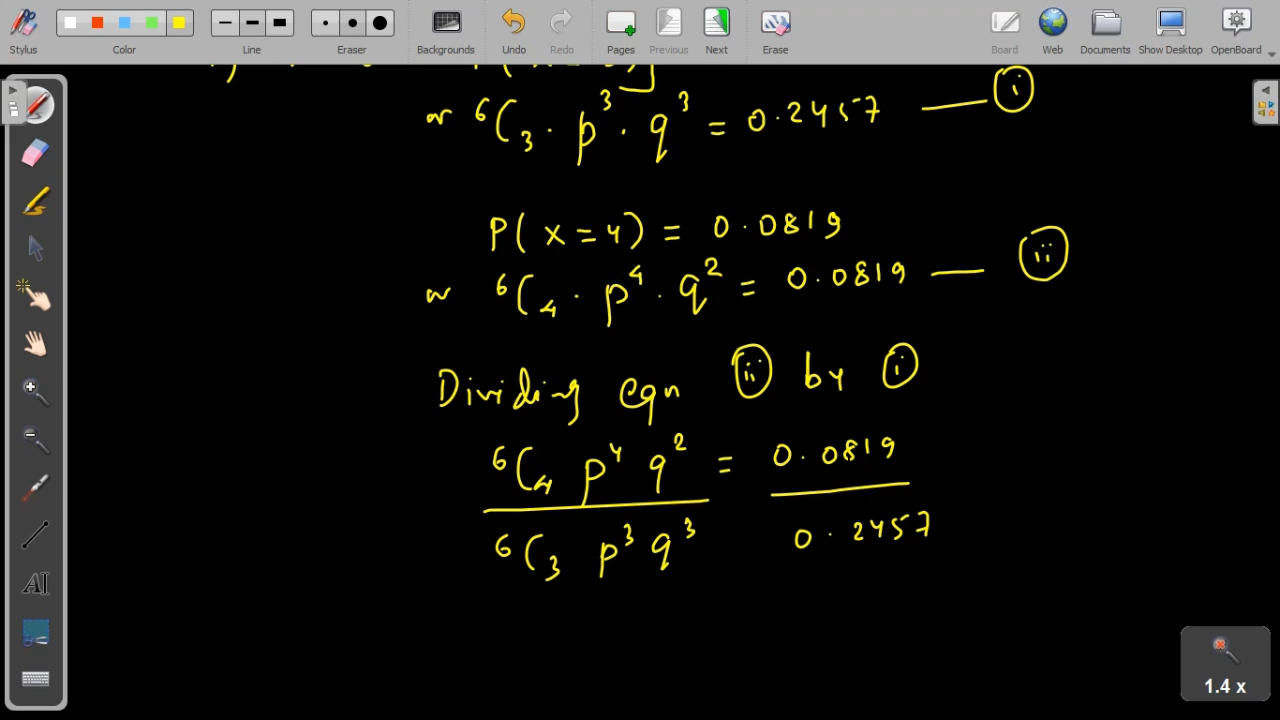 Stylus Color Line Eraser Backgrounds Undo Redo Pages Previous Next Erase Board Web Documents Show Desktop OpenBoard
or ⁶C₃ · p³ · q³ = 0.2457 — (i)
P(x=4) = 0.0819
or ⁶C₄ · p⁴ · q² = 0.0819 — (ii)
Dividing eqn (ii) by (i)
⁶C₄ p⁴ q² = 0.0819
⁶C₃ p³ q³ 0.2457
1.4 x